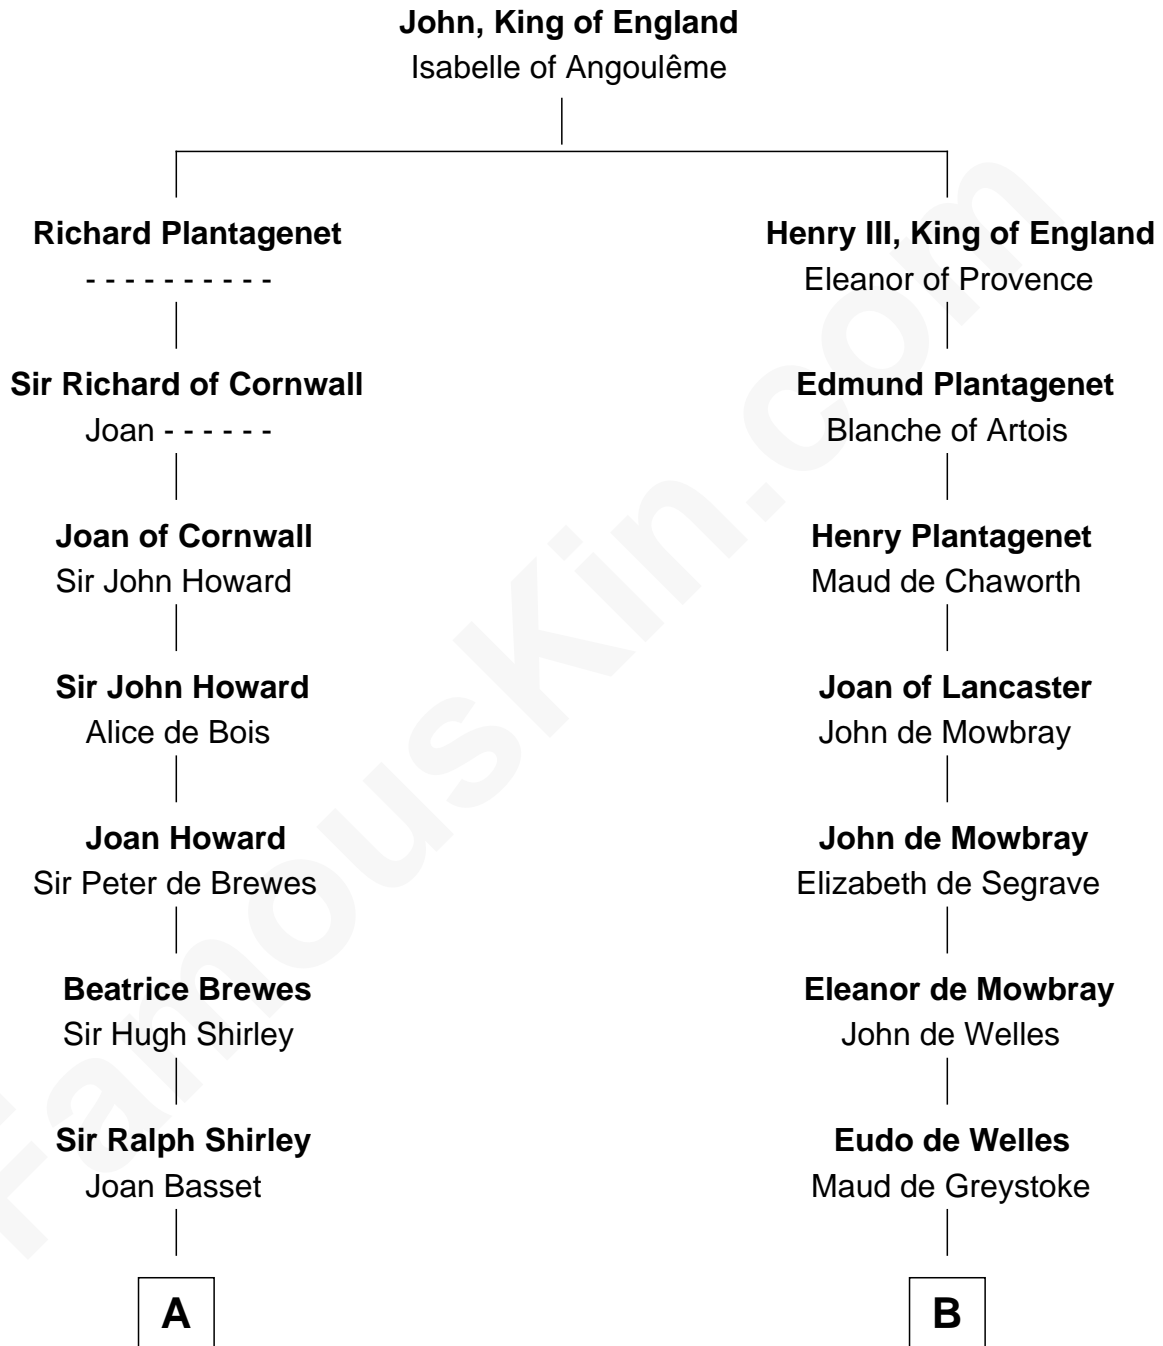 John, King of England
Isabelle of Angoulême
Richard Plantagenet
- - - - - - - - - -
Sir Richard of Cornwall
Joan - - - - - -
Joan of Cornwall
Sir John Howard
Sir John Howard
Alice de Bois
Joan Howard
Sir Peter de Brewes
Beatrice Brewes
Sir Hugh Shirley
Sir Ralph Shirley
Joan Basset
A
Henry III, King of England
Eleanor of Provence
Edmund Plantagenet
Blanche of Artois
Henry Plantagenet
Maud de Chaworth
Joan of Lancaster
John de Mowbray
John de Mowbray
Elizabeth de Segrave
Eleanor de Mowbray
John de Welles
Eudo de Welles
Maud de Greystoke
B
FamousKin.com